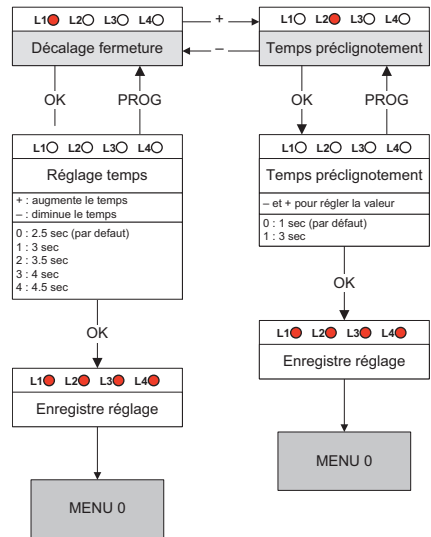 L1 L2 L3 L4
Décalage fermeture
+
–
L1 L2 L3 L4
Temps préclignotement
OK
PROG
OK
PROG
L1 L2 L3 L4
Réglage temps
+ : augmente le temps
– : diminue le temps
0 : 2.5 sec (par defaut)
1 : 3 sec
2 : 3.5 sec
3 : 4 sec
4 : 4.5 sec
L1 L2 L3 L4
Temps préclignotement
– et + pour régler la valeur
0 : 1 sec (par défaut)
1 : 3 sec
OK
OK
L1 L2 L3 L4
Enregistre réglage
L1 L2 L3 L4
Enregistre réglage
MENU 0
MENU 0